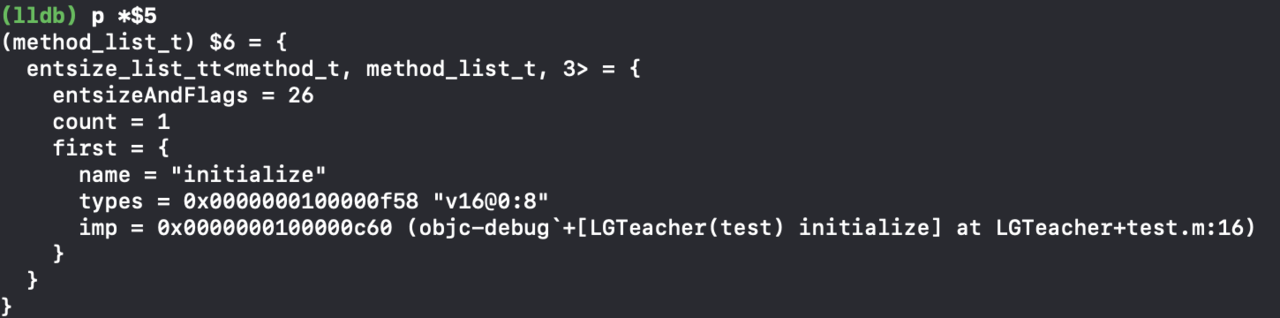 (lldb) p *$5
(method_list_t) $6 = {
  entsize_list_tt<method_t, method_list_t, 3> = {
    entsizeAndFlags = 26
    count = 1
    first = {
      name = "initialize"
      types = 0x0000000100000f58 "v16@0:8"
      imp = 0x0000000100000c60 (objc-debug`+[LGTeacher(test) initialize] at LGTeacher+test.m:16)
    }
  }
}